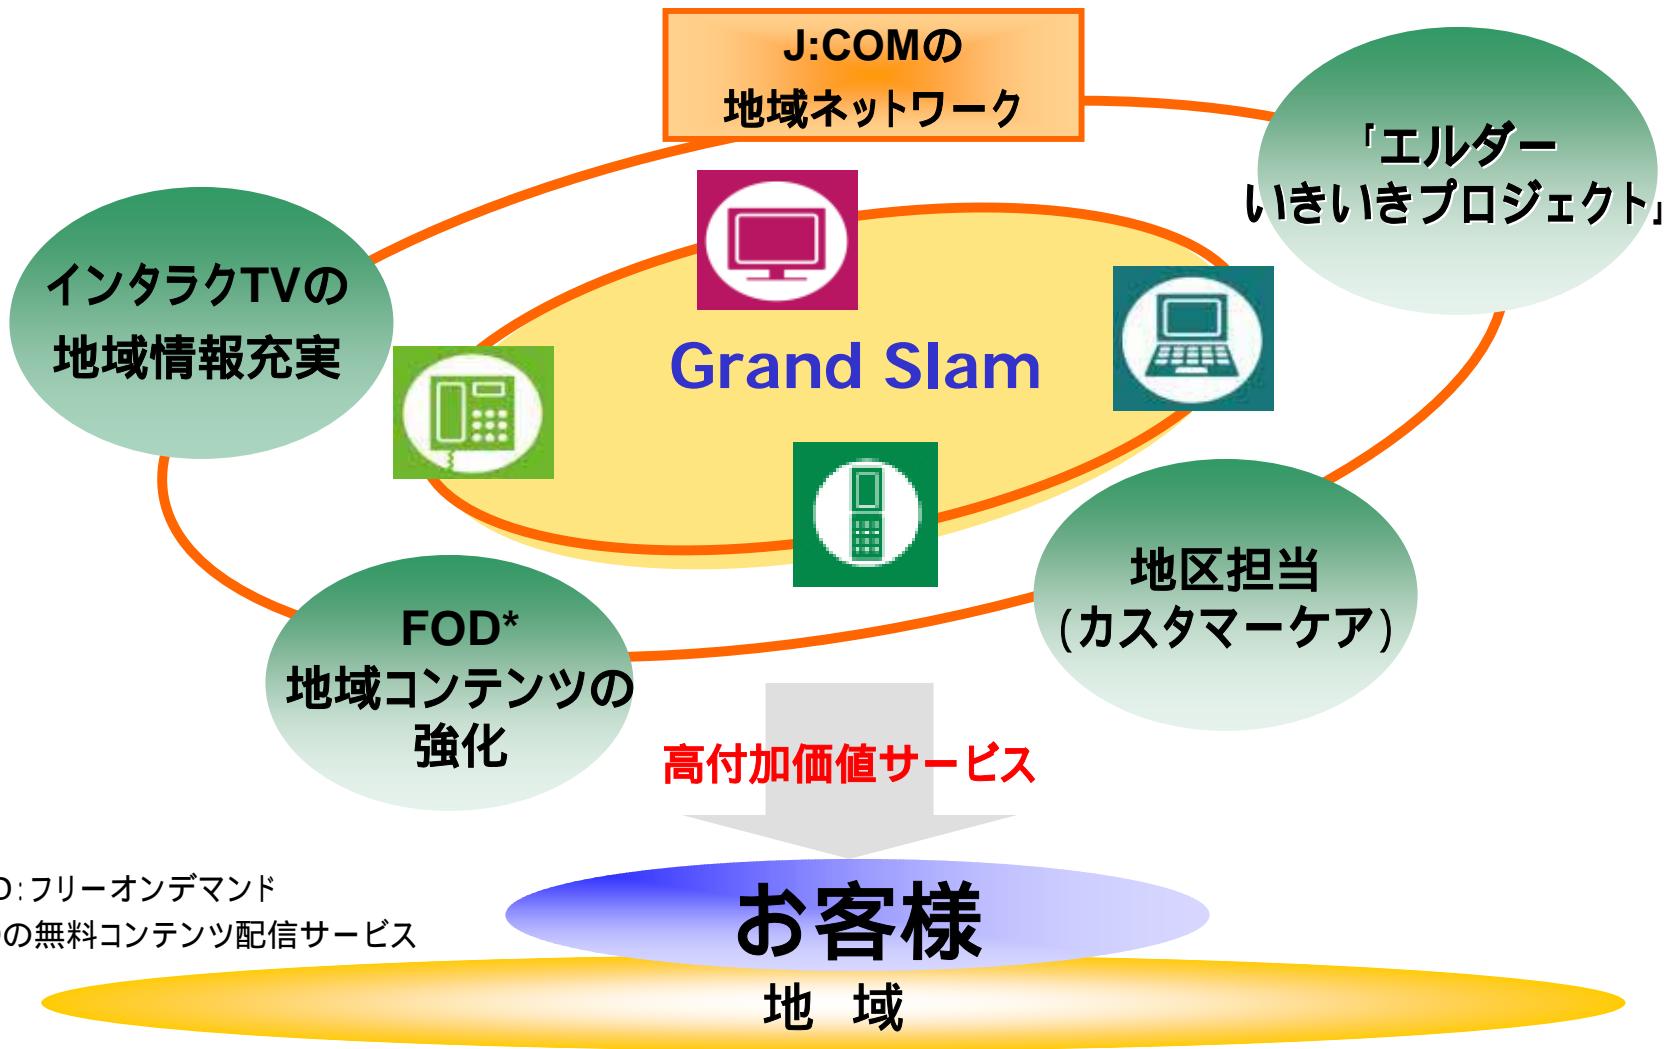 J:COMの
地域ネットワーク
「エルダー
いきいきプロジェクト」
インタラクTVの
地域情報充実
Grand Slam
地区担当
(カスタマーケア)
FOD*
地域コンテンツの
強化
高付加価値サービス
お客様
D:フリーオンデマンド
の無料コンテンツ配信サービス
地 域